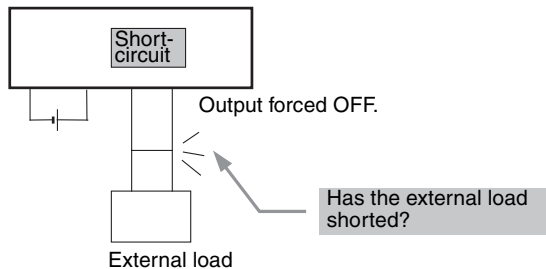 Short-
circuit
Output forced OFF.
Has the external load
shorted?
External load